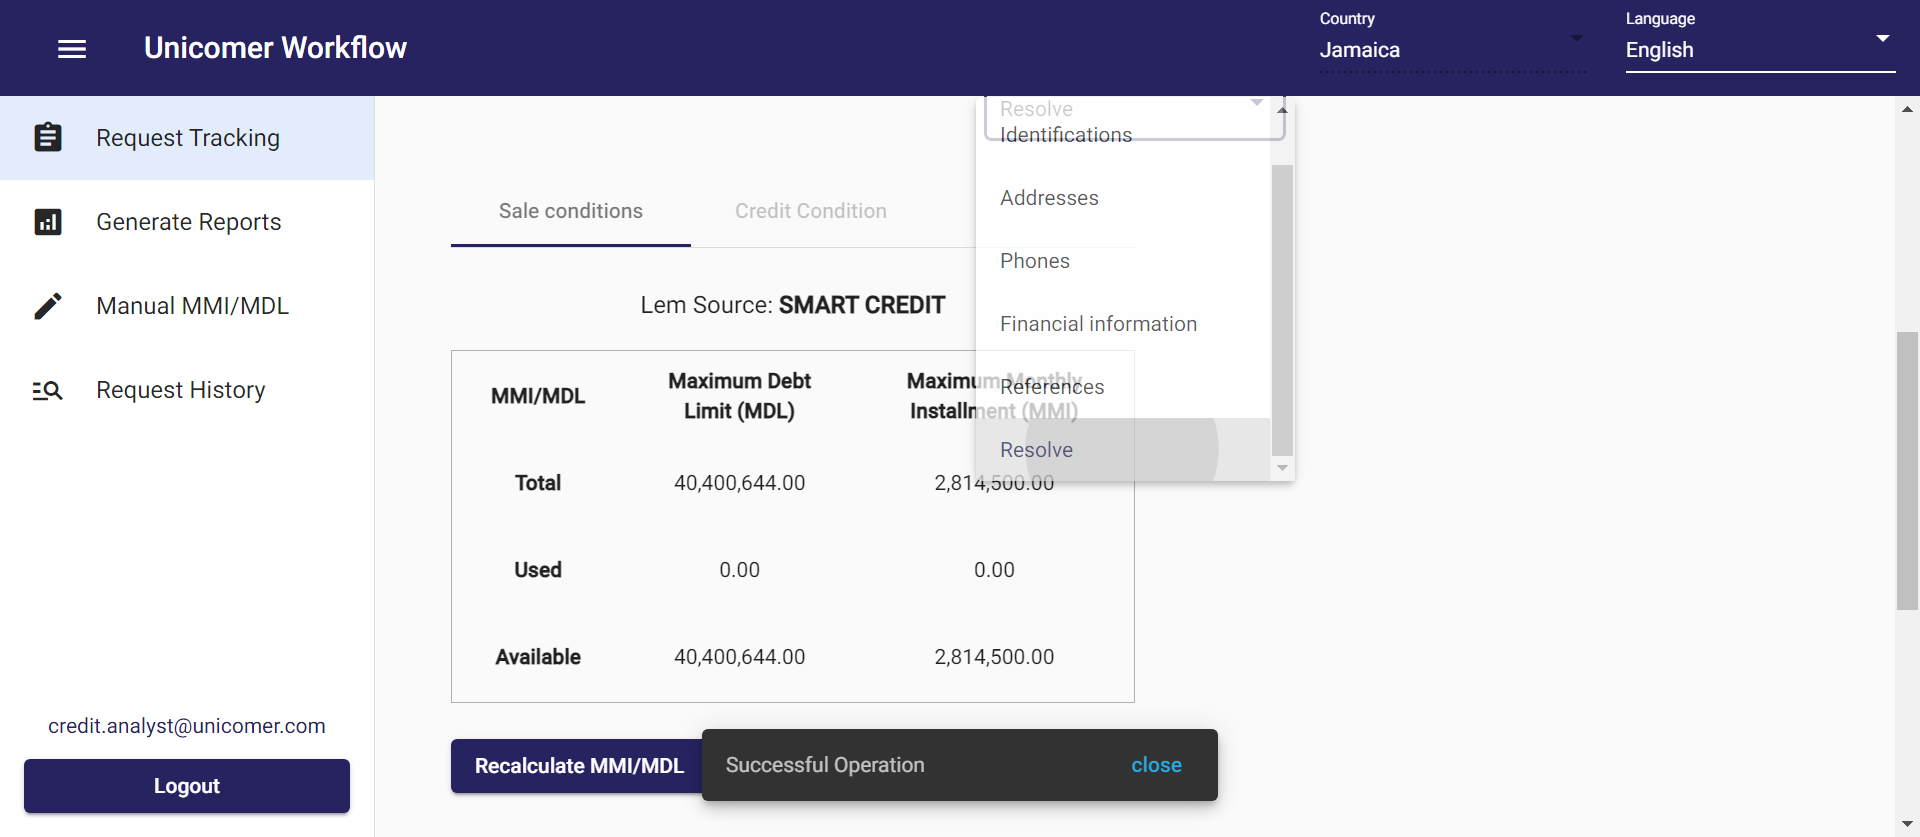 Unicomer Workflow
Country
Jamaica
Language
English
Request Tracking
Generate Reports
Manual MMI/MDL
Request History
credit.analyst@unicomer.com
Logout
Resolve
Identifications
Addresses
Phones
Financial information
References
Resolve
Sale conditions
Credit Condition
Lem Source: SMART CREDIT
MMI/MDL
Maximum Debt
Limit (MDL)
Maximum Monthly
Installment (MMI)
Total
40,400,644.00
2,814,500.00
Used
0.00
0.00
Available
40,400,644.00
2,814,500.00
Recalculate MMI/MDL
Successful Operation
close